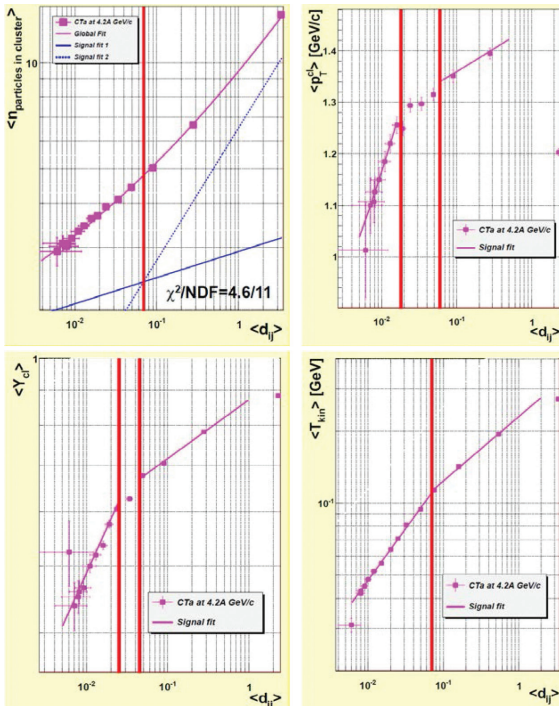 <n particles in cluster>
CTa at 4.2A GeV/c
Global Fit
Signal fit 1
Signal fit 2
10
χ²/NDF=4.6/11
10⁻² 10⁻¹ 1
<d_ij>
<p_T^cl> [GeV/c]
1.4
1.3
1.2
1.1
1
CTa at 4.2A GeV/c
Signal fit
10⁻² 10⁻¹ 1
<d_ij>
<Y_cl>
1
CTa at 4.2A GeV/c
Signal fit
10⁻² 10⁻¹ 1
<d_ij>
<T_kin> [GeV]
10⁻¹
CTa at 4.2A GeV/c
Signal fit
10⁻² 10⁻¹ 1
<d_ij>